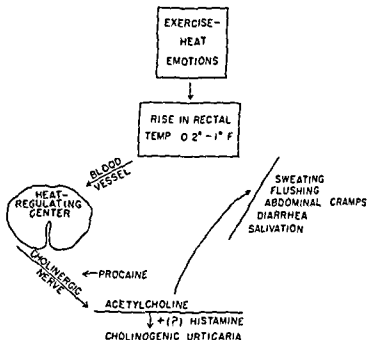 EXERCISE-
HEAT
EMOTIONS
RISE IN RECTAL
TEMP 0 2° - 1° F
BLOOD
VESSEL
HEAT-
REGULATING
CENTER
CHOLINERGIC
NERVE
PROCAINE
SWEATING
FLUSHING
ABDOMINAL CRAMPS
DIARRHEA
SALIVATION
ACETYLCHOLINE
+(?) HISTAMINE
CHOLINOGENIC URTICARIA